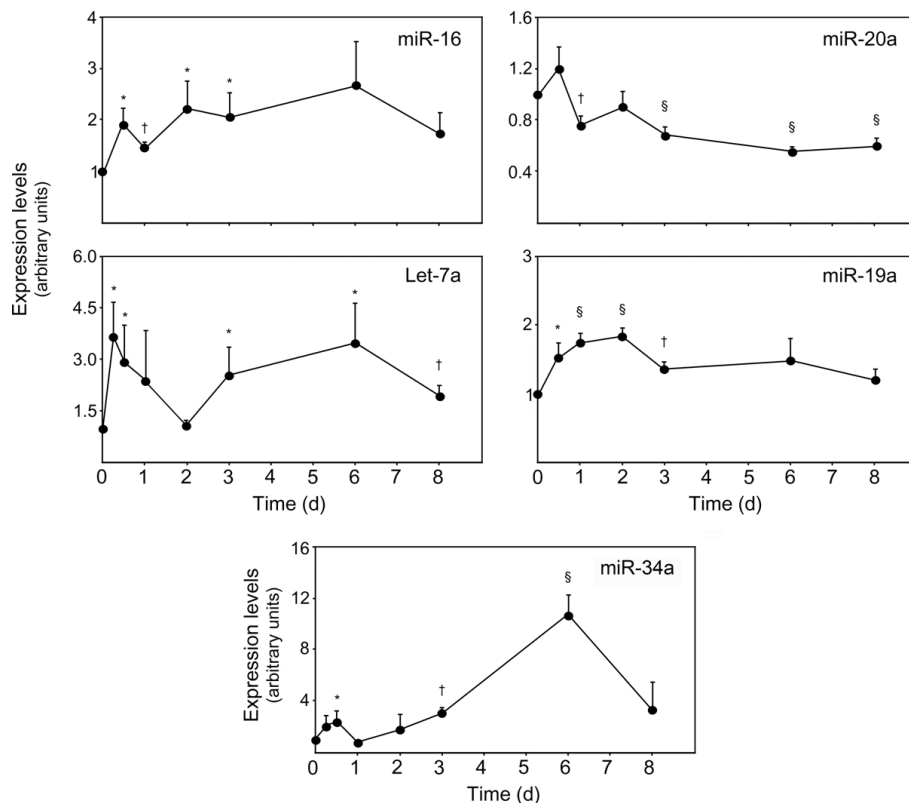 4
3
2
1
miR-16
*
†
*
*
1.6
1.2
0.8
0.4
miR-20a
†
§
§
§
Expression levels
(arbitrary units)
6.0
4.5
3.0
1.5
Let-7a
*
*
*
*
†
0 1 2 3 4 5 6 7 8
Time (d)
3
2
1
miR-19a
*
§
§
†
0 1 2 3 4 5 6 7 8
Time (d)
Expression levels
(arbitrary units)
16
12
8
4
miR-34a
*
†
§
0 1 2 3 4 5 6 7 8
Time (d)